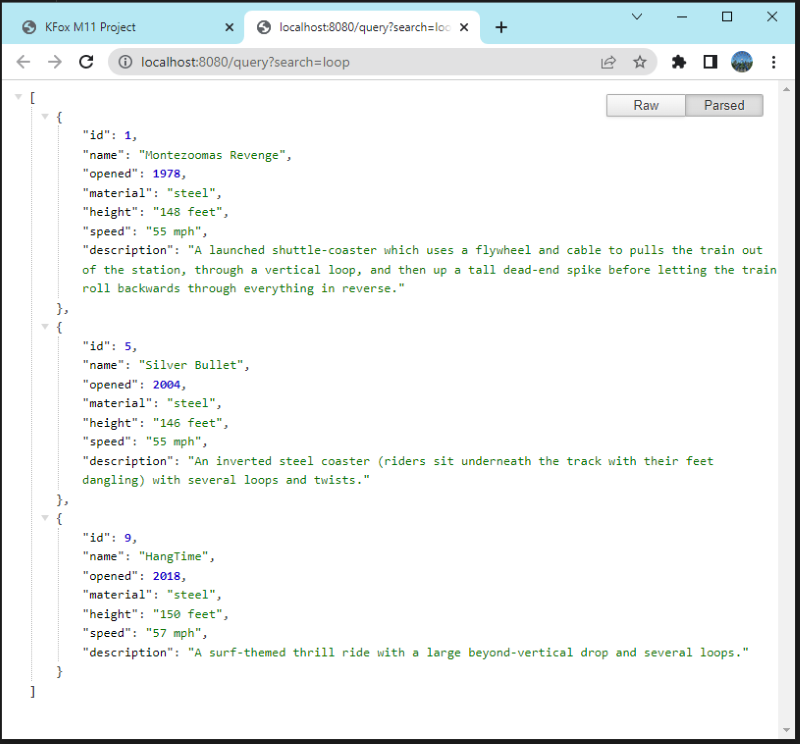 KFox M11 Project
localhost:8080/query?search=loo
localhost:8080/query?search=loop
Raw
Parsed
[
{
"id": 1,
"name": "Montezoomas Revenge",
"opened": 1978,
"material": "steel",
"height": "148 feet",
"speed": "55 mph",
"description": "A launched shuttle-coaster which uses a flywheel and cable to pulls the train out
of the station, through a vertical loop, and then up a tall dead-end spike before letting the train
roll backwards through everything in reverse."
},
{
"id": 5,
"name": "Silver Bullet",
"opened": 2004,
"material": "steel",
"height": "146 feet",
"speed": "55 mph",
"description": "An inverted steel coaster (riders sit underneath the track with their feet
dangling) with several loops and twists."
},
{
"id": 9,
"name": "HangTime",
"opened": 2018,
"material": "steel",
"height": "150 feet",
"speed": "57 mph",
"description": "A surf-themed thrill ride with a large beyond-vertical drop and several loops."
}
]